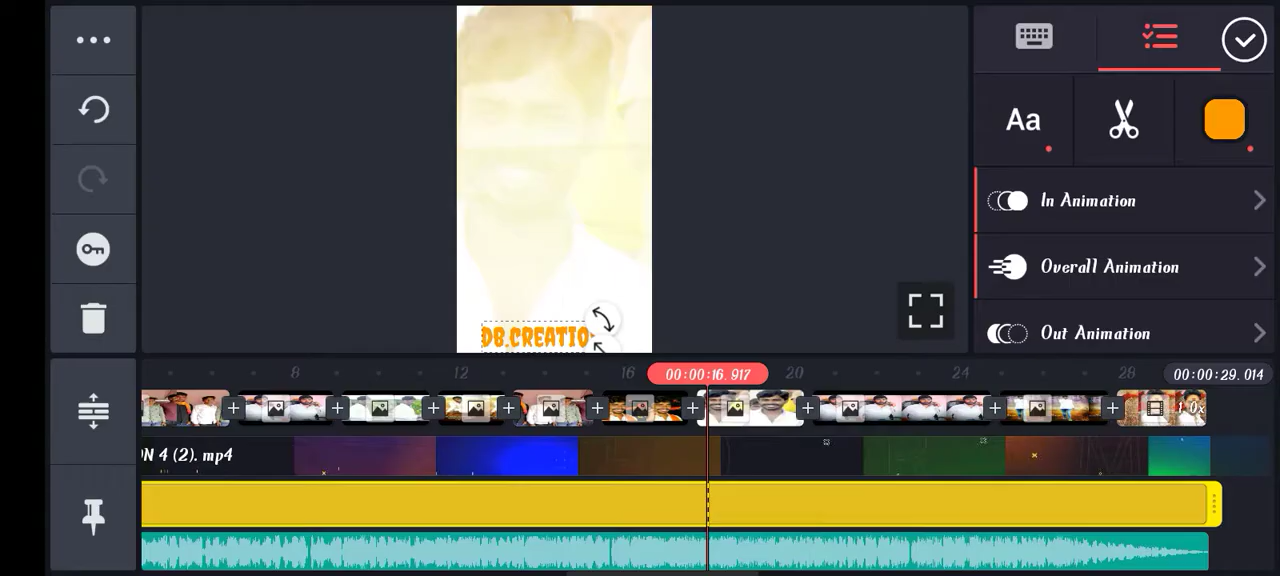 Aa
In Animation
Overall Animation
Out Animation
DB.CREATIO
8
12
16
00:00:16.917
20
24
28
00:00:29.014
1.0x
ON 4 (2). mp4